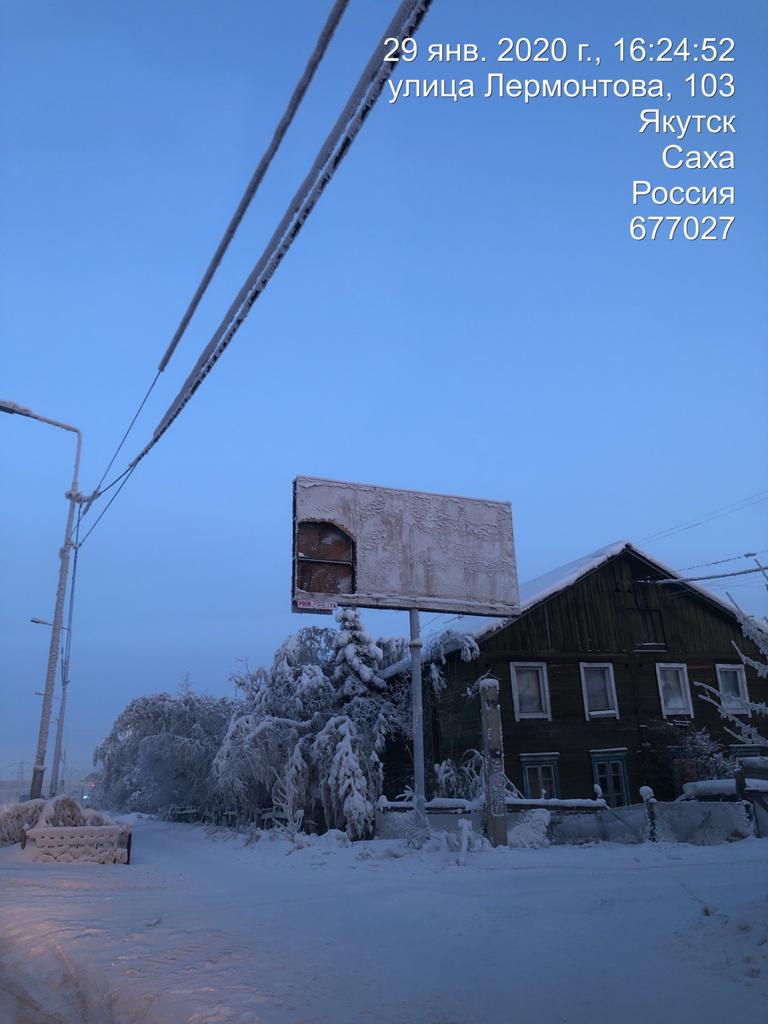 29 янв. 2020 г., 16:24:52
улица Лермонтова, 103
Якутск
Саха
Россия
677027